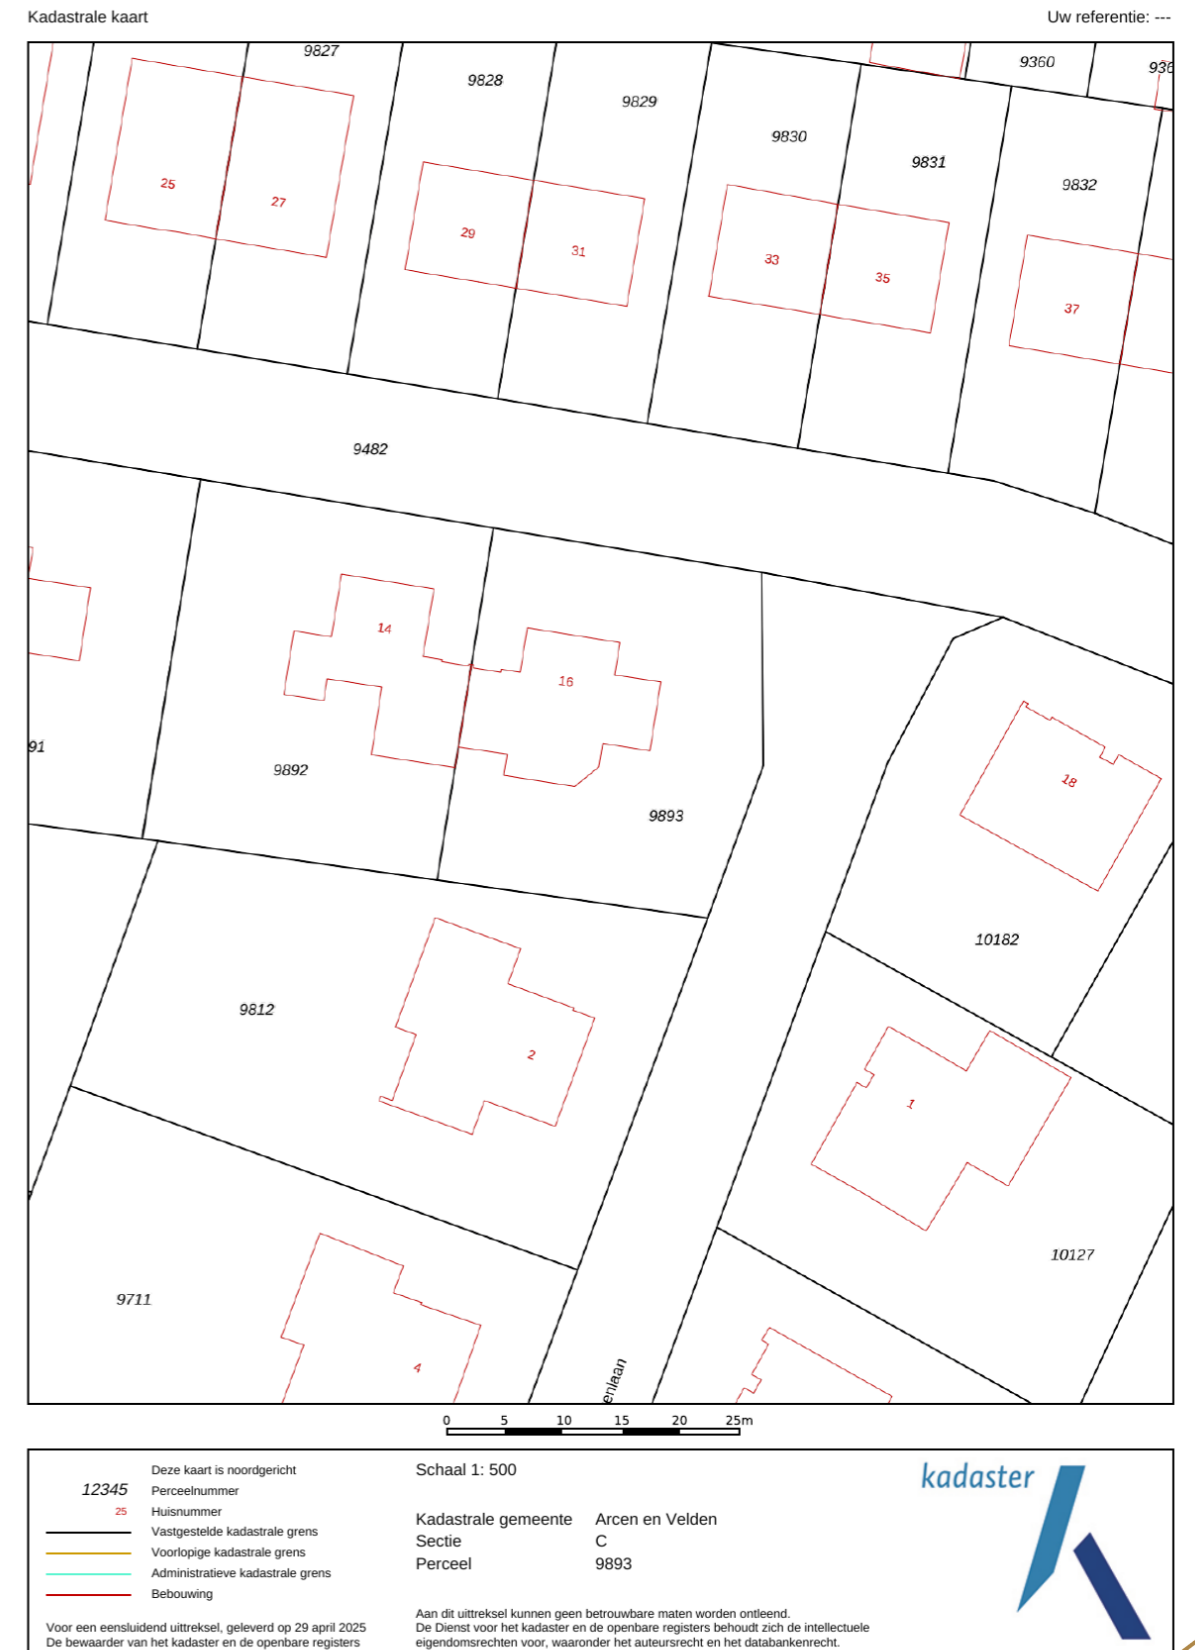 Kadastrale kaart
Uw referentie: ---
9827
9828
9829
9830
9831
9832
9360
936
25
27
29
31
33
35
37
9482
14
16
18
91
9892
9893
10182
9812
2
1
10127
9711
4
enlaan
0 5 10 15 20 25m
Deze kaart is noordgericht
12345 Perceelnummer
25 Huisnummer
Vastgestelde kadastrale grens
Voorlopige kadastrale grens
Administratieve kadastrale grens
Bebouwing
Voor een eensluidend uittreksel, geleverd op 29 april 2025
De bewaarder van het kadaster en de openbare registers
Schaal 1: 500
Kadastrale gemeente Arcen en Velden
Sectie C
Perceel 9893
Aan dit uittreksel kunnen geen betrouwbare maten worden ontleend.
De Dienst voor het kadaster en de openbare registers behoudt zich de intellectuele
eigendomsrechten voor, waaronder het auteursrecht en het databankenrecht.
kadaster